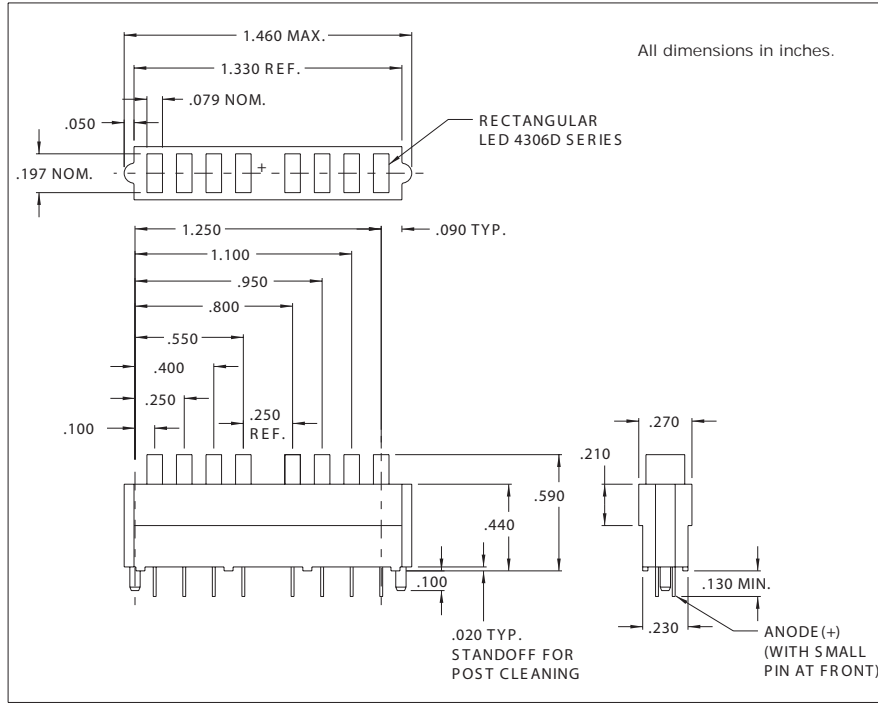 1.460 MAX.
All dimensions in inches.
1.330 REF.
.079 NOM.
.050
RECTANGULAR
LED 4306D SERIES
.197 NOM.
+
1.250
.090 TYP.
1.100
.950
.800
.550
.400
.250
.250
REF.
.100
.270
.210
.590
.440
.100
.130 MIN.
.230
.020 TYP.
STANDOFF FOR
POST CLEANING
ANODE(+)
(WITH SMALL
PIN AT FRONT)